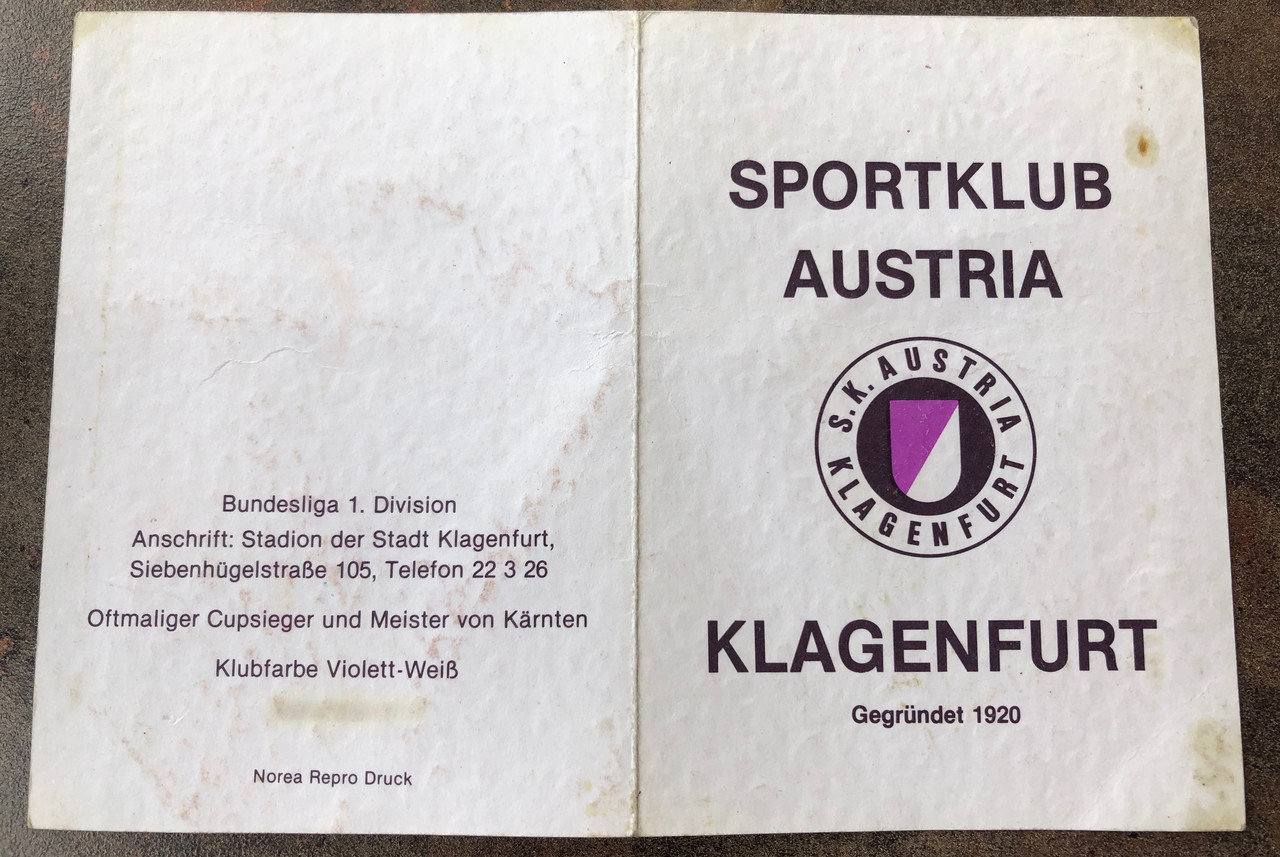 Bundesliga 1. Division
Anschrift: Stadion der Stadt Klagenfurt,
Siebenhügelstraße 105, Telefon 22 3 26
Oftmaliger Cupsieger und Meister von Kärnten
Klubfarbe Violett-Weiß
Norea Repro Druck
SPORTKLUB
AUSTRIA
S.K. AUSTRIA
KLAGENFURT
KLAGENFURT
Gegründet 1920